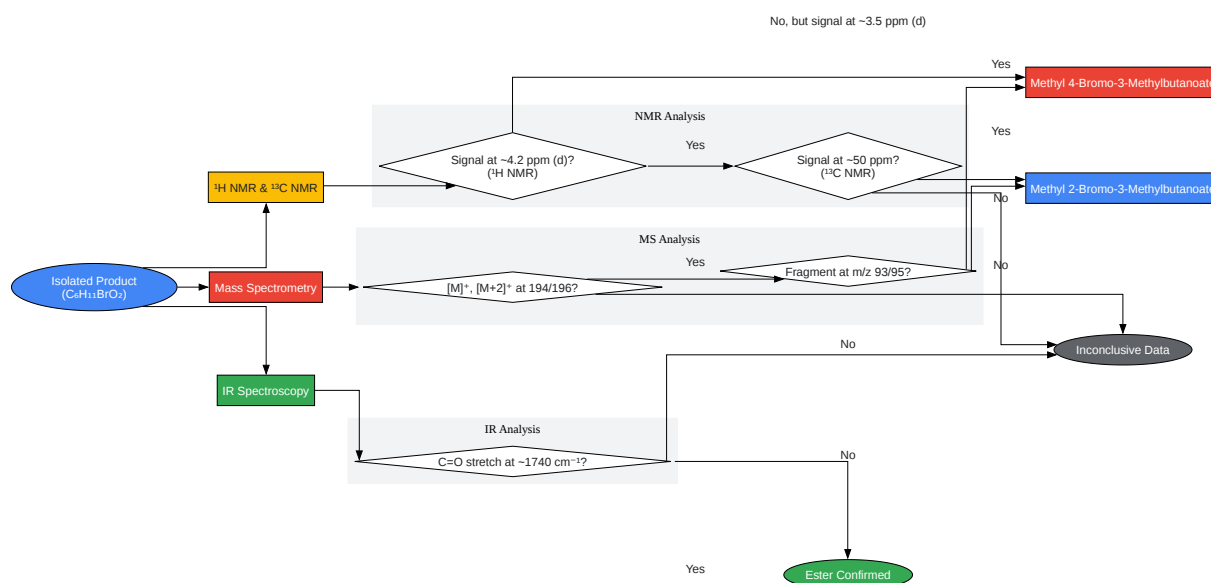 No, but signal at ~3.5 ppm (d)
Yes
Methyl 4-Bromo-3-Methylbutanoate
NMR Analysis
Yes
Yes
Signal at ~4.2 ppm (d)?
(¹H NMR)
Signal at ~50 ppm?
(¹³C NMR)
¹H NMR & ¹³C NMR
Methyl 2-Bromo-3-Methylbutanoate
No
MS Analysis
Yes
No
Fragment at m/z 93/95?
Isolated Product
(C₆H₁₁BrO₂)
Mass Spectrometry
[M]⁺, [M+2]⁺ at 194/196?
No
Inconclusive Data
IR Spectroscopy
IR Analysis
No
C=O stretch at ~1740 cm⁻¹?
Yes
Ester Confirmed